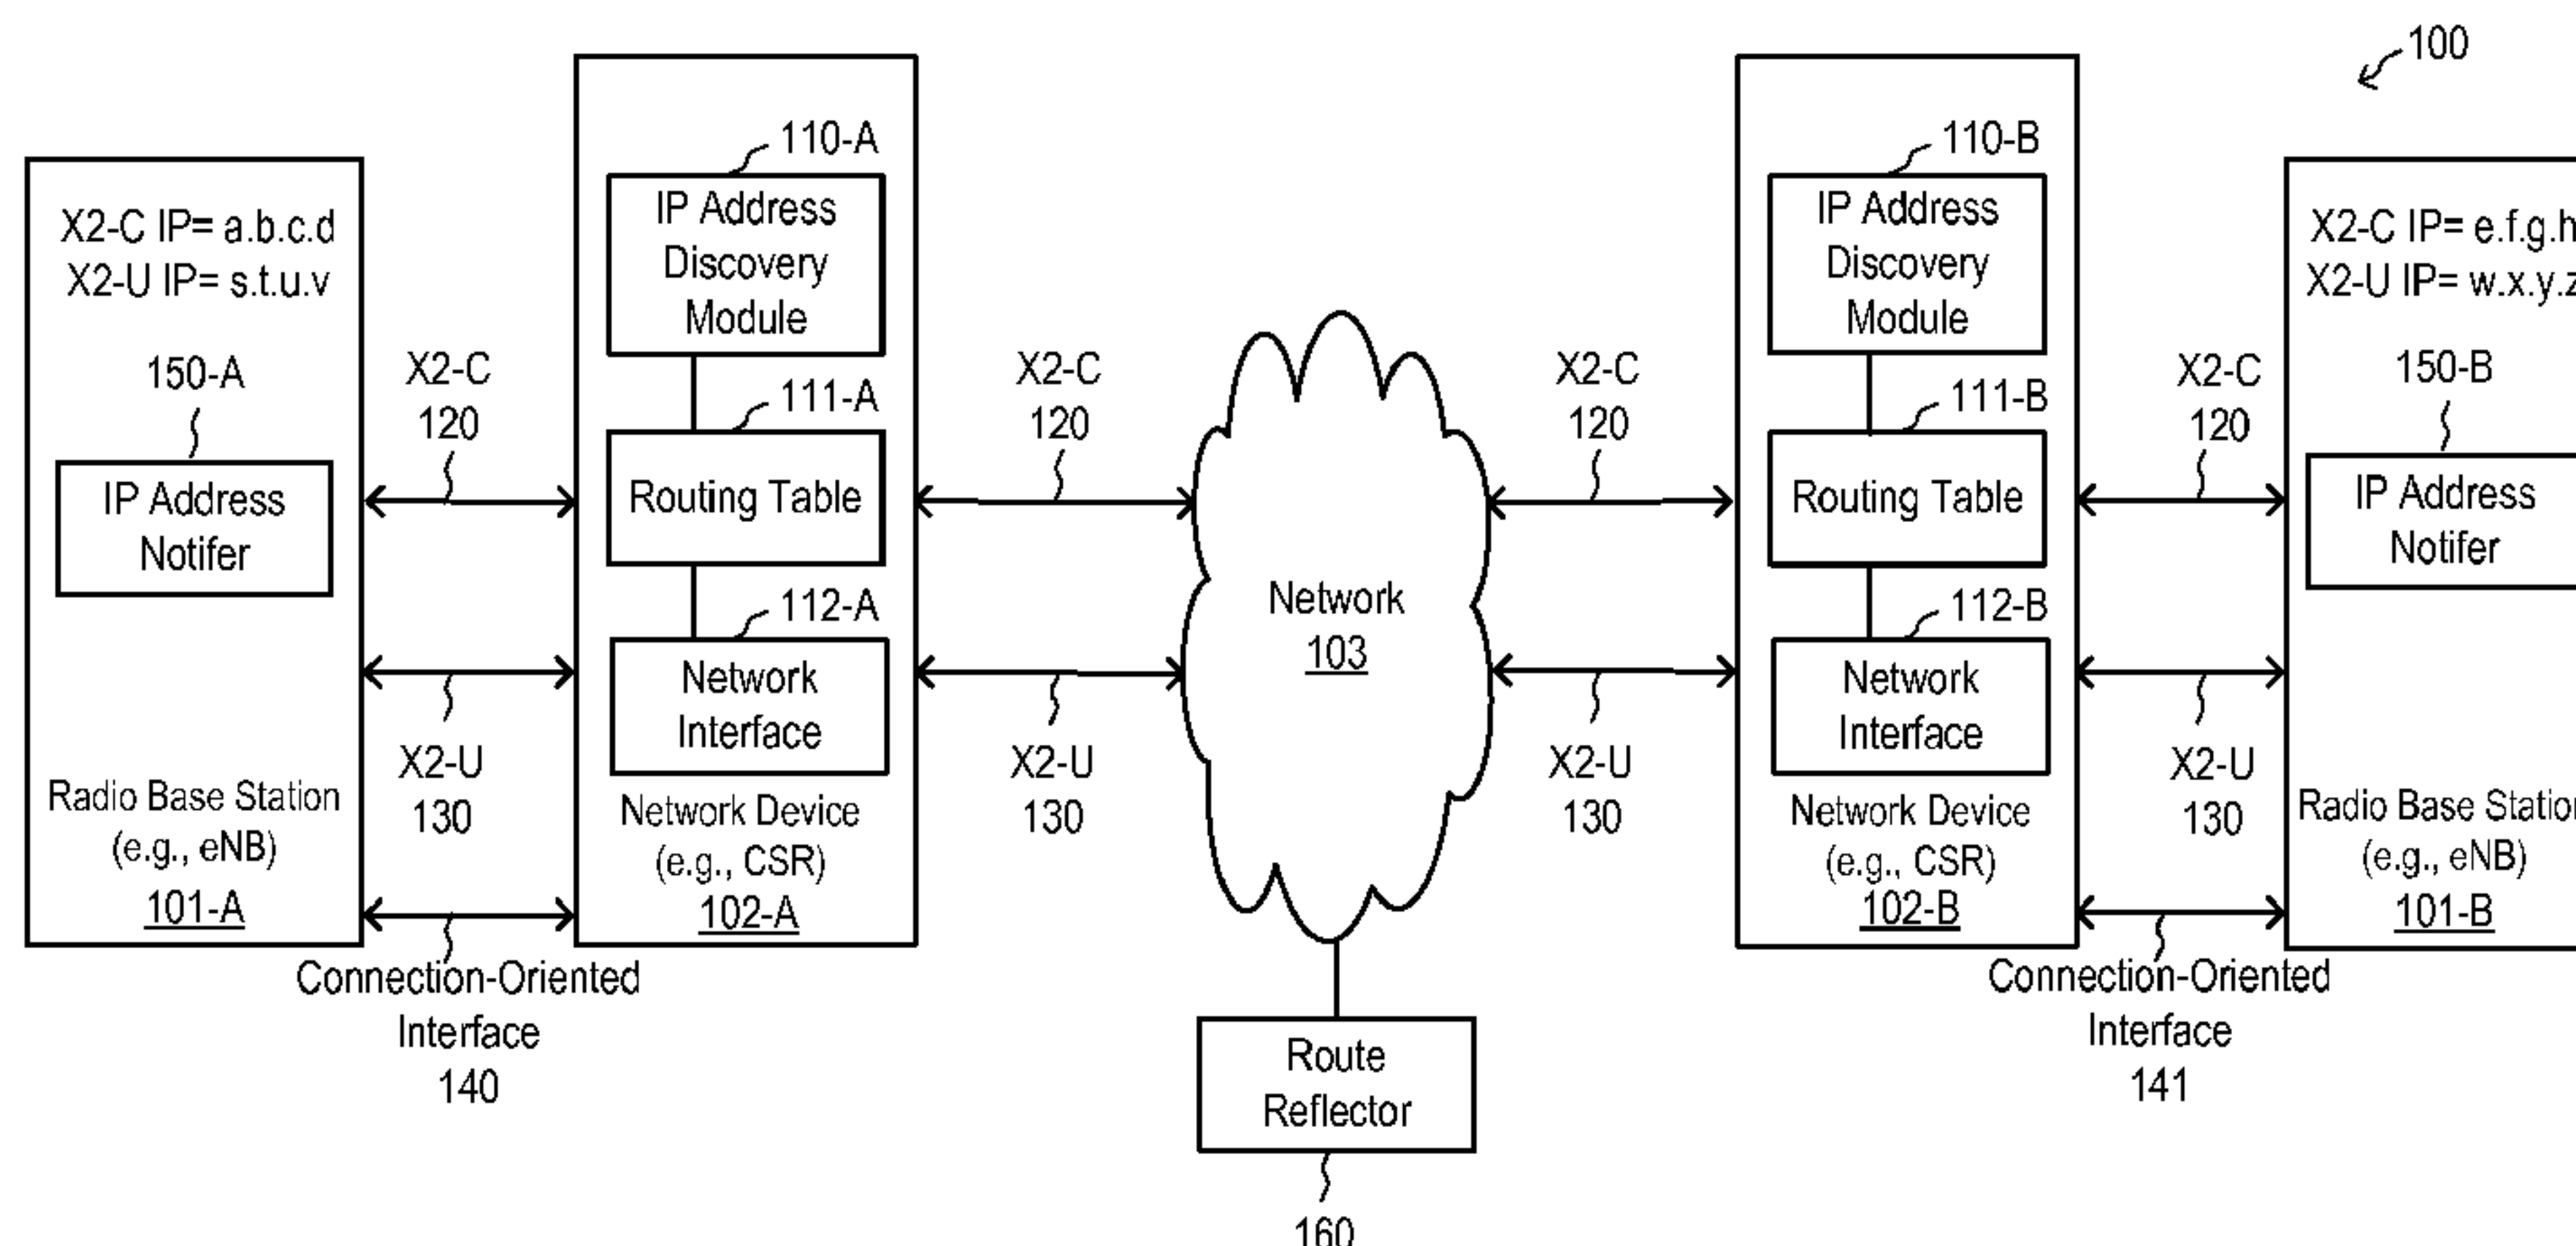 100
X2-C IP= a.b.c.d
X2-U IP= s.t.u.v
150-A
IP Address
Notifer
Radio Base Station
(e.g., eNB)
101-A
X2-C
120
X2-U
130
Connection-Oriented
Interface
140
110-A
IP Address
Discovery
Module
111-A
Routing Table
112-A
Network
Interface
Network Device
(e.g., CSR)
102-A
X2-C
120
X2-U
130
Network
103
Route
Reflector
160
X2-C
120
X2-U
130
110-B
IP Address
Discovery
Module
111-B
Routing Table
112-B
Network
Interface
Network Device
(e.g., CSR)
102-B
X2-C
120
X2-U
130
Connection-Oriented
Interface
141
X2-C IP= e.f.g.h
X2-U IP= w.x.y.z
150-B
IP Address
Notifer
Radio Base Station
(e.g., eNB)
101-B